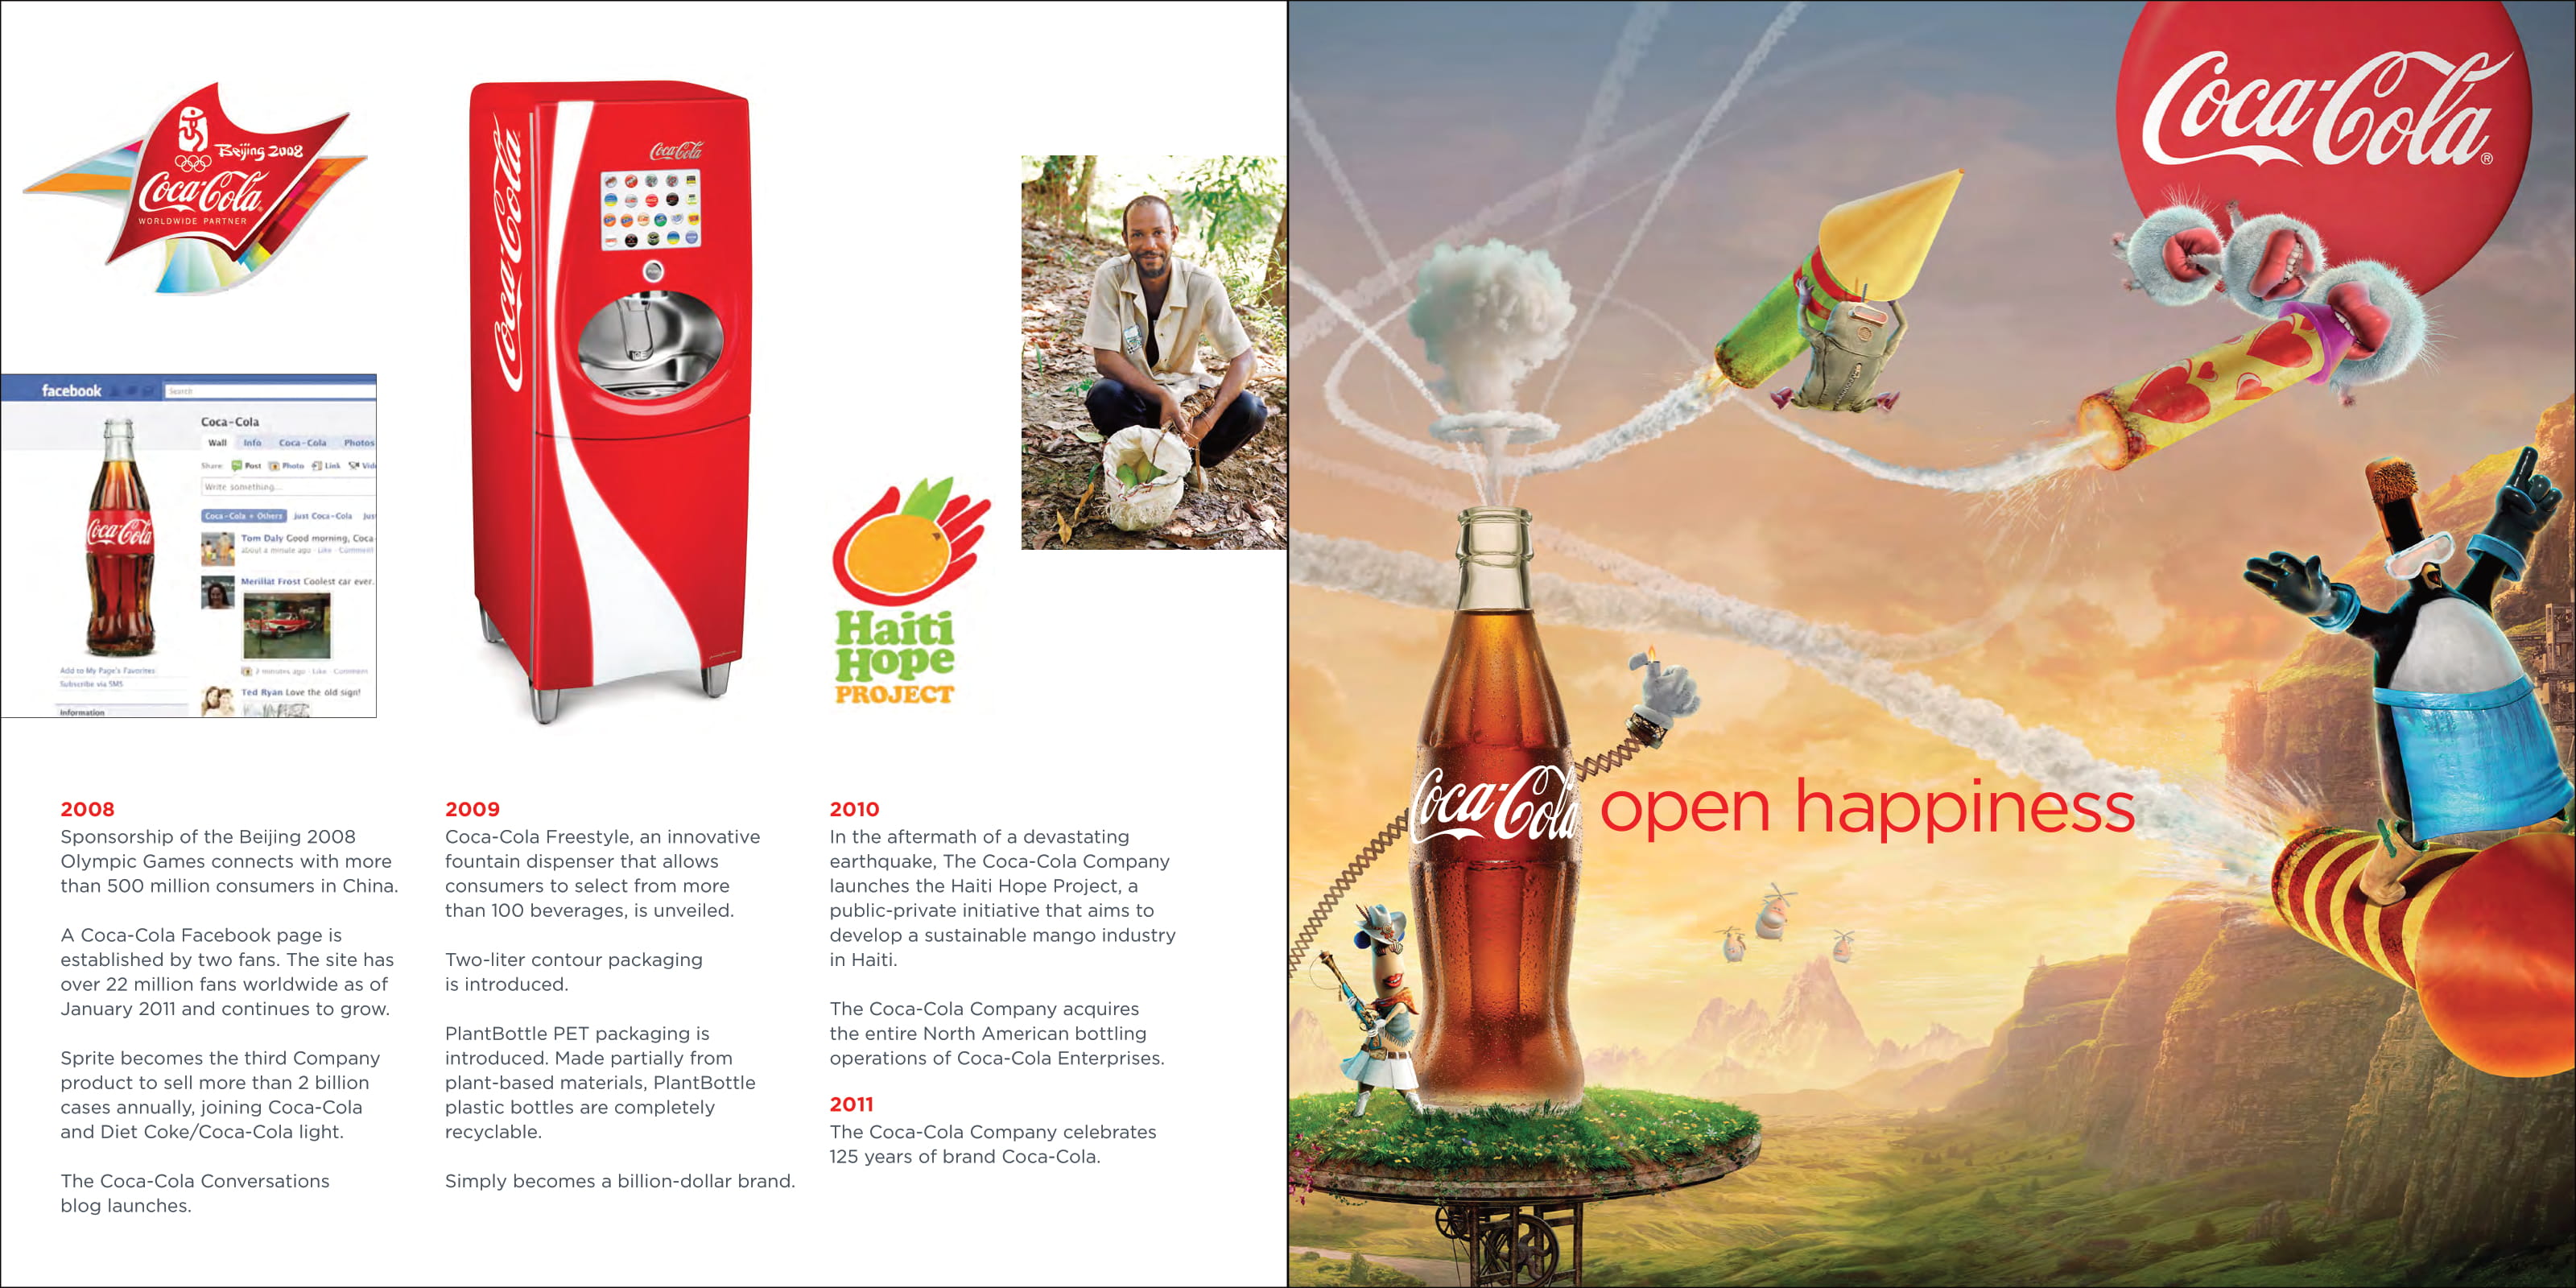 Beijing 2008
Coca-Cola
WORLDWIDE PARTNER
facebook
Search
Coca-Cola
Wall Info Coca-Cola Photos
Share: Post Photo Link
Write something...
Coca-Cola + Others Just Coca-Cola
Tom Daly Good morning, Coca-
about a minute ago · Like · Comment
Merillat Frost Coolest car ever.
2 minutes ago · Like · Comment
Ted Ryan Love the old sign!
Add to My Page's Favorites
Subscribe via SMS
Information
Coca-Cola
Coca-Cola
Coca-Cola
Haiti
Hope
PROJECT
2008
Sponsorship of the Beijing 2008
Olympic Games connects with more
than 500 million consumers in China.
A Coca-Cola Facebook page is
established by two fans. The site has
over 22 million fans worldwide as of
January 2011 and continues to grow.
Sprite becomes the third Company
product to sell more than 2 billion
cases annually, joining Coca-Cola
and Diet Coke/Coca-Cola light.
The Coca-Cola Conversations
blog launches.
2009
Coca-Cola Freestyle, an innovative
fountain dispenser that allows
consumers to select from more
than 100 beverages, is unveiled.
Two-liter contour packaging
is introduced.
PlantBottle PET packaging is
introduced. Made partially from
plant-based materials, PlantBottle
plastic bottles are completely
recyclable.
Simply becomes a billion-dollar brand.
2010
In the aftermath of a devastating
earthquake, The Coca-Cola Company
launches the Haiti Hope Project, a
public-private initiative that aims to
develop a sustainable mango industry
in Haiti.
The Coca-Cola Company acquires
the entire North American bottling
operations of Coca-Cola Enterprises.
2011
The Coca-Cola Company celebrates
125 years of brand Coca-Cola.
Coca-Cola®
Coca-Cola open happiness